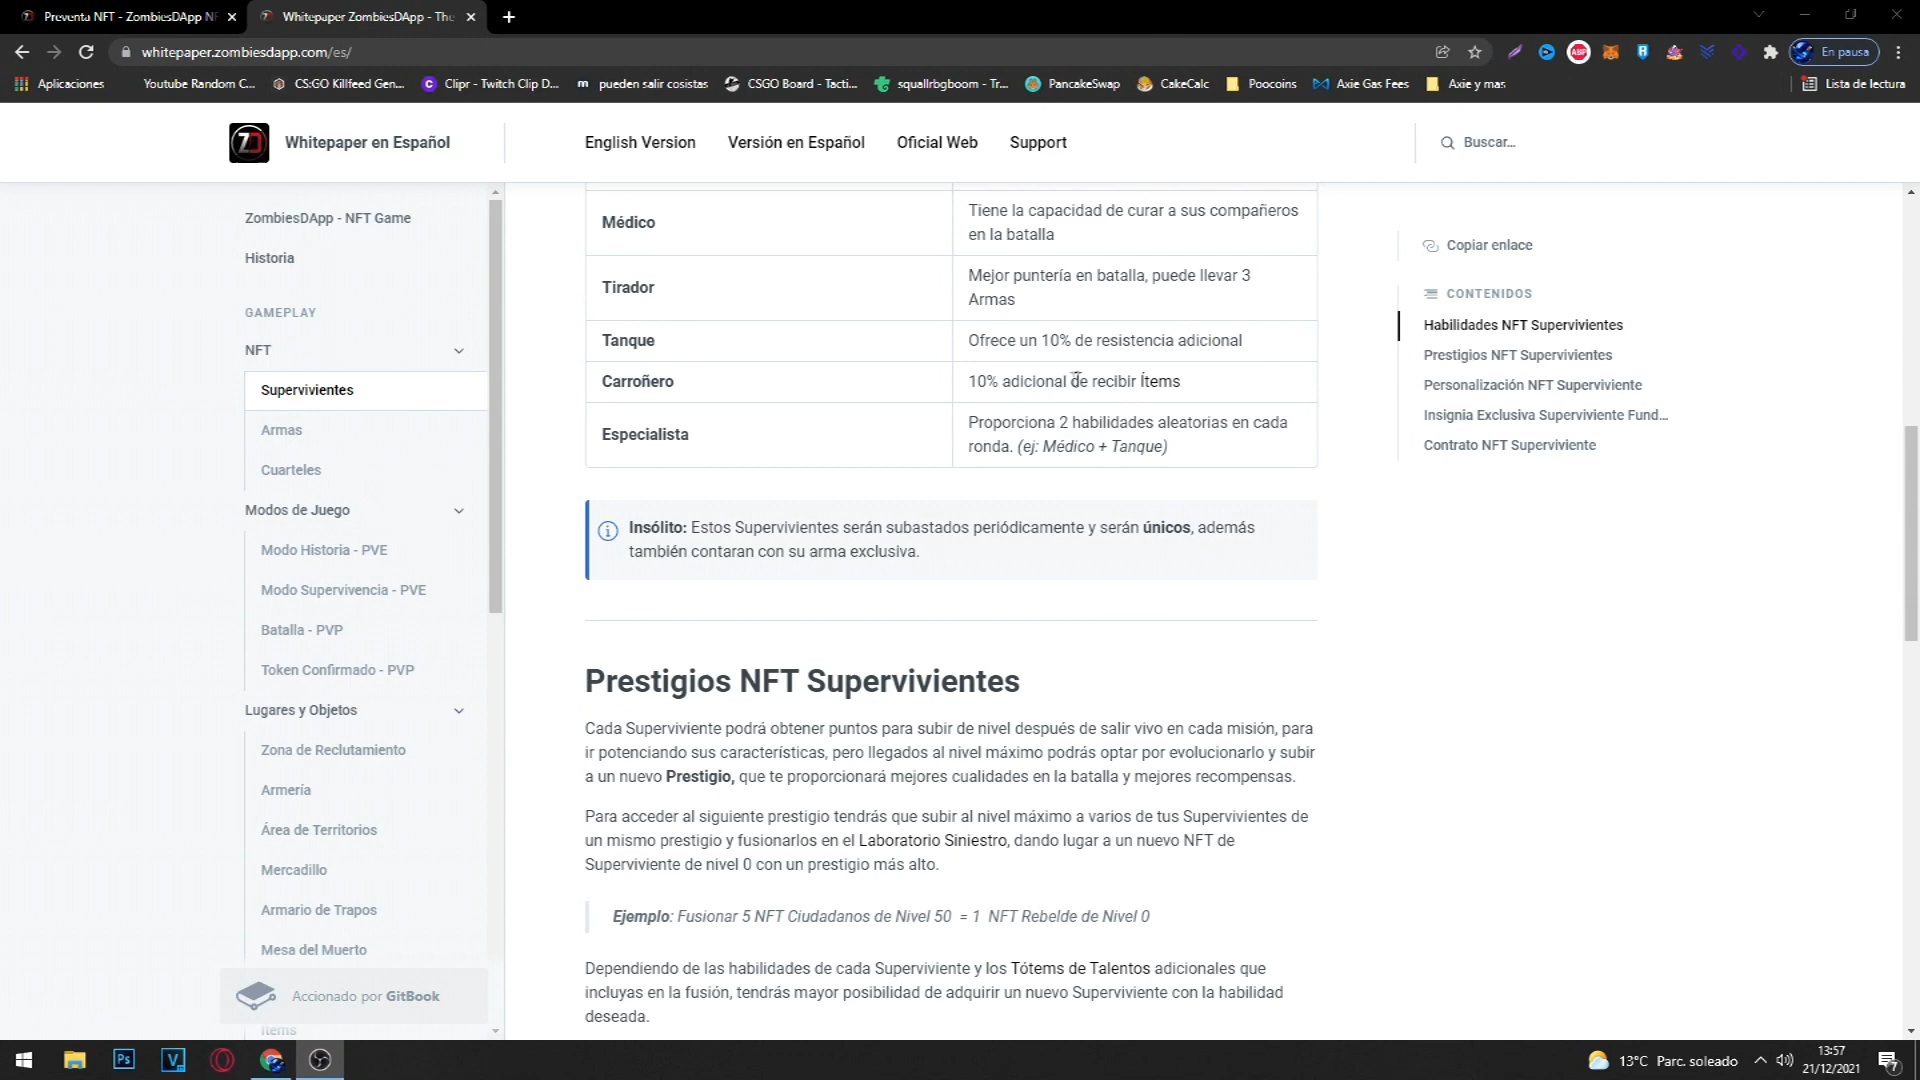 Preventa NFT - ZombiesDApp NF
Whitepaper ZombiesDApp - The
whitepaper.zombiesdapp.com/es/
ABP
En pausa
Aplicaciones
Youtube Random C...
CS:GO Killfeed Gen...
Clipr - Twitch Clip D...
m pueden salir cosistas
CSGO Board - Tacti...
squallrbgboom - Tr...
PancakeSwap
CakeCalc
Poocoins
Axie Gas Fees
Axie y mas
Lista de lectura
Whitepaper en Español
English Version
Versión en Español
Oficial Web
Support
Buscar...
ZombiesDApp - NFT Game
Historia
GAMEPLAY
NFT
Supervivientes
Armas
Cuarteles
Modos de Juego
Modo Historia - PVE
Modo Supervivencia - PVE
Batalla - PVP
Token Confirmado - PVP
Lugares y Objetos
Zona de Reclutamiento
Armería
Área de Territorios
Mercadillo
Armario de Trapos
Mesa del Muerto
Accionado por GitBook
Items
Médico
Tiene la capacidad de curar a sus compañeros
en la batalla
Tirador
Mejor puntería en batalla, puede llevar 3
Armas
Tanque
Ofrece un 10% de resistencia adicional
Carroñero
10% adicional de recibir Ítems
Especialista
Proporciona 2 habilidades aleatorias en cada
ronda. (ej: Médico + Tanque)
Insólito: Estos Supervivientes serán subastados periódicamente y serán únicos, además
también contaran con su arma exclusiva.
Prestigios NFT Supervivientes
Cada Superviviente podrá obtener puntos para subir de nivel después de salir vivo en cada misión, para
ir potenciando sus características, pero llegados al nivel máximo podrás optar por evolucionarlo y subir
a un nuevo Prestigio, que te proporcionará mejores cualidades en la batalla y mejores recompensas.
Para acceder al siguiente prestigio tendrás que subir al nivel máximo a varios de tus Supervivientes de
un mismo prestigio y fusionarlos en el Laboratorio Siniestro, dando lugar a un nuevo NFT de
Superviviente de nivel 0 con un prestigio más alto.
Ejemplo: Fusionar 5 NFT Ciudadanos de Nivel 50 = 1 NFT Rebelde de Nivel 0
Dependiendo de las habilidades de cada Superviviente y los Tótems de Talentos adicionales que
incluyas en la fusión, tendrás mayor posibilidad de adquirir un nuevo Superviviente con la habilidad
deseada.
Copiar enlace
CONTENIDOS
Habilidades NFT Supervivientes
Prestigios NFT Supervivientes
Personalización NFT Superviviente
Insignia Exclusiva Superviviente Fund...
Contrato NFT Superviviente
Ps
V
13°C Parc. soleado
13:57
21/12/2021
7